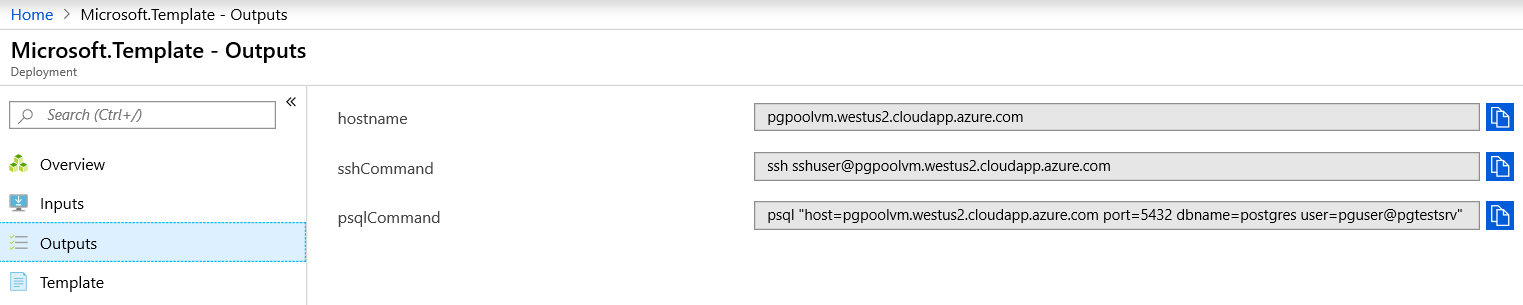 Home > Microsoft.Template - Outputs
Microsoft.Template - Outputs
Deployment
Search (Ctrl+/)
«
Overview
Inputs
Outputs
Template
hostname
pgpoolvm.westus2.cloudapp.azure.com
sshCommand
ssh sshuser@pgpoolvm.westus2.cloudapp.azure.com
psqlCommand
psql "host=pgpoolvm.westus2.cloudapp.azure.com port=5432 dbname=postgres user=pguser@pgtestsrv"